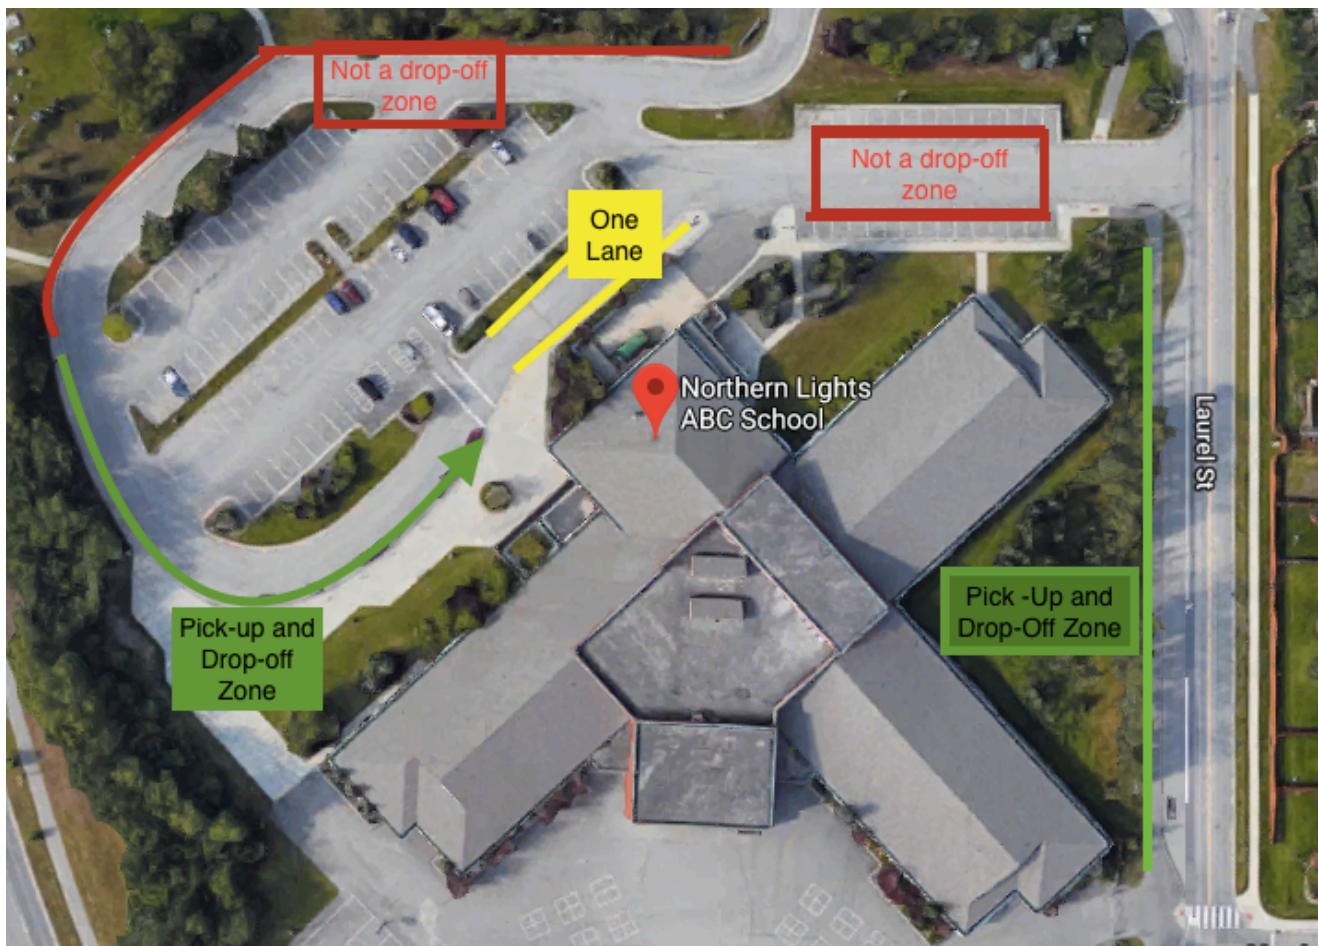 Not a drop-off
zone
Not a drop-off
zone
One
Lane
Northern Lights
ABC School
Laurel St
Pick -Up and
Drop-Off Zone
Pick-up and
Drop-off
Zone